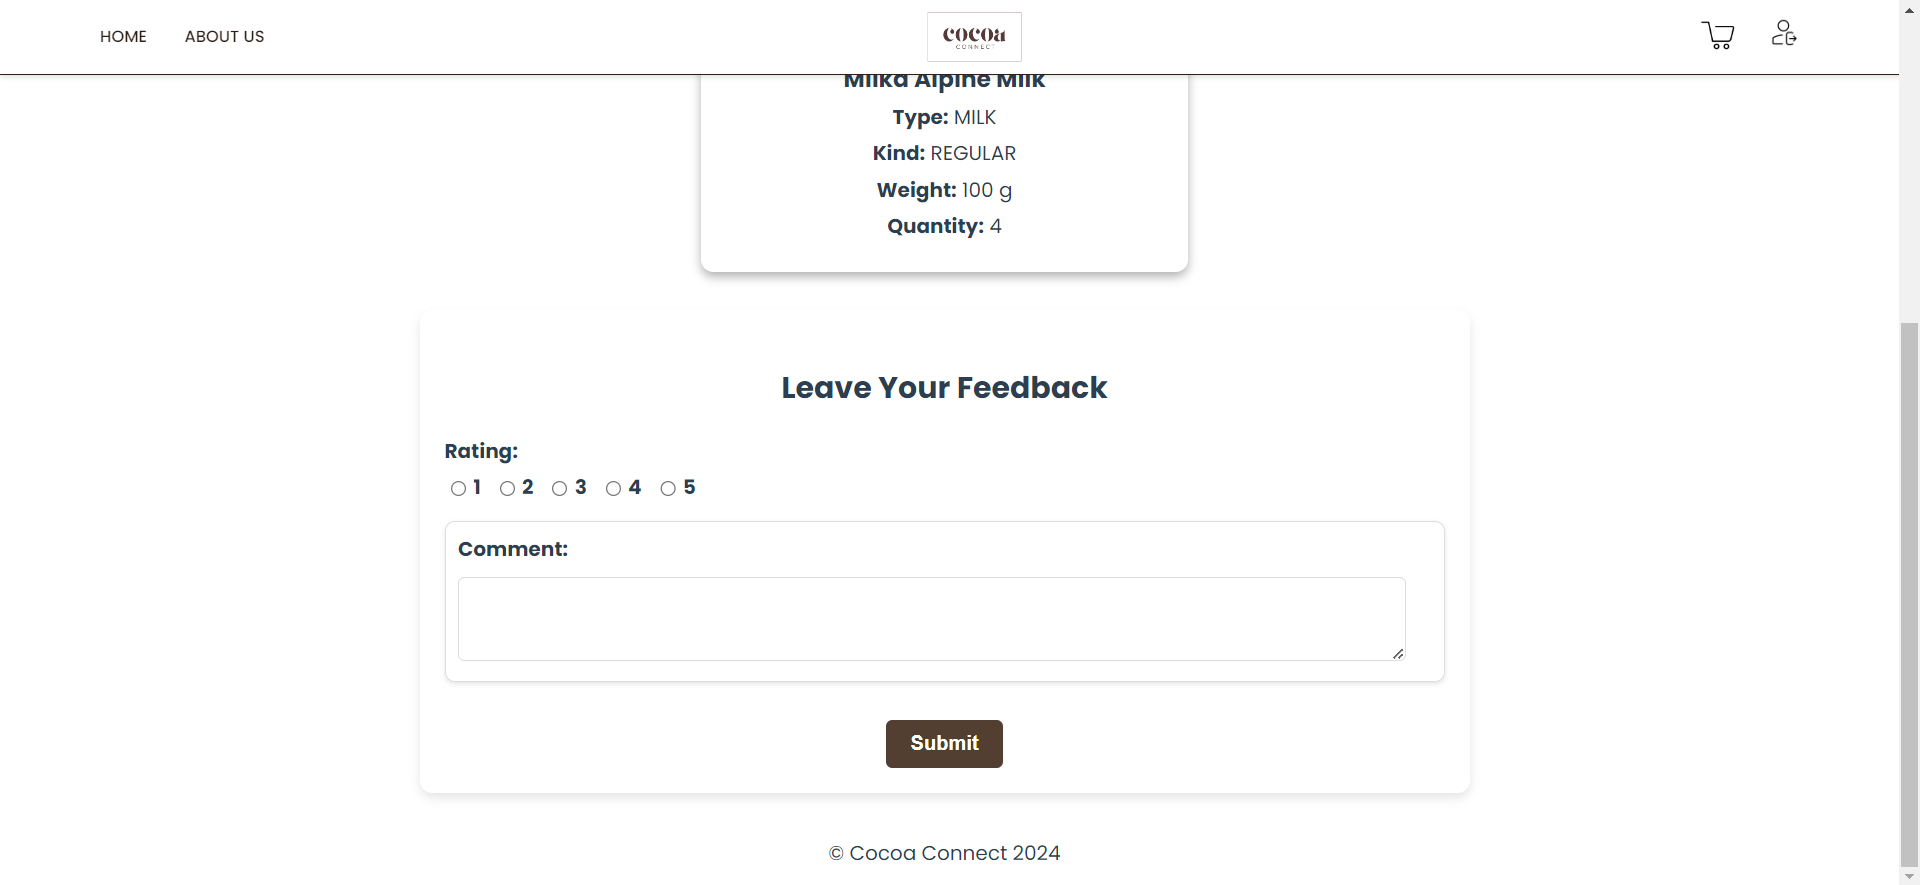 HOME
ABOUT US
cocoa
CONNECT
Milka Alpine Milk
Type: MILK
Kind: REGULAR
Weight: 100 g
Quantity: 4
Leave Your Feedback
Rating:
1 2 3 4 5
Comment:
Submit
© Cocoa Connect 2024